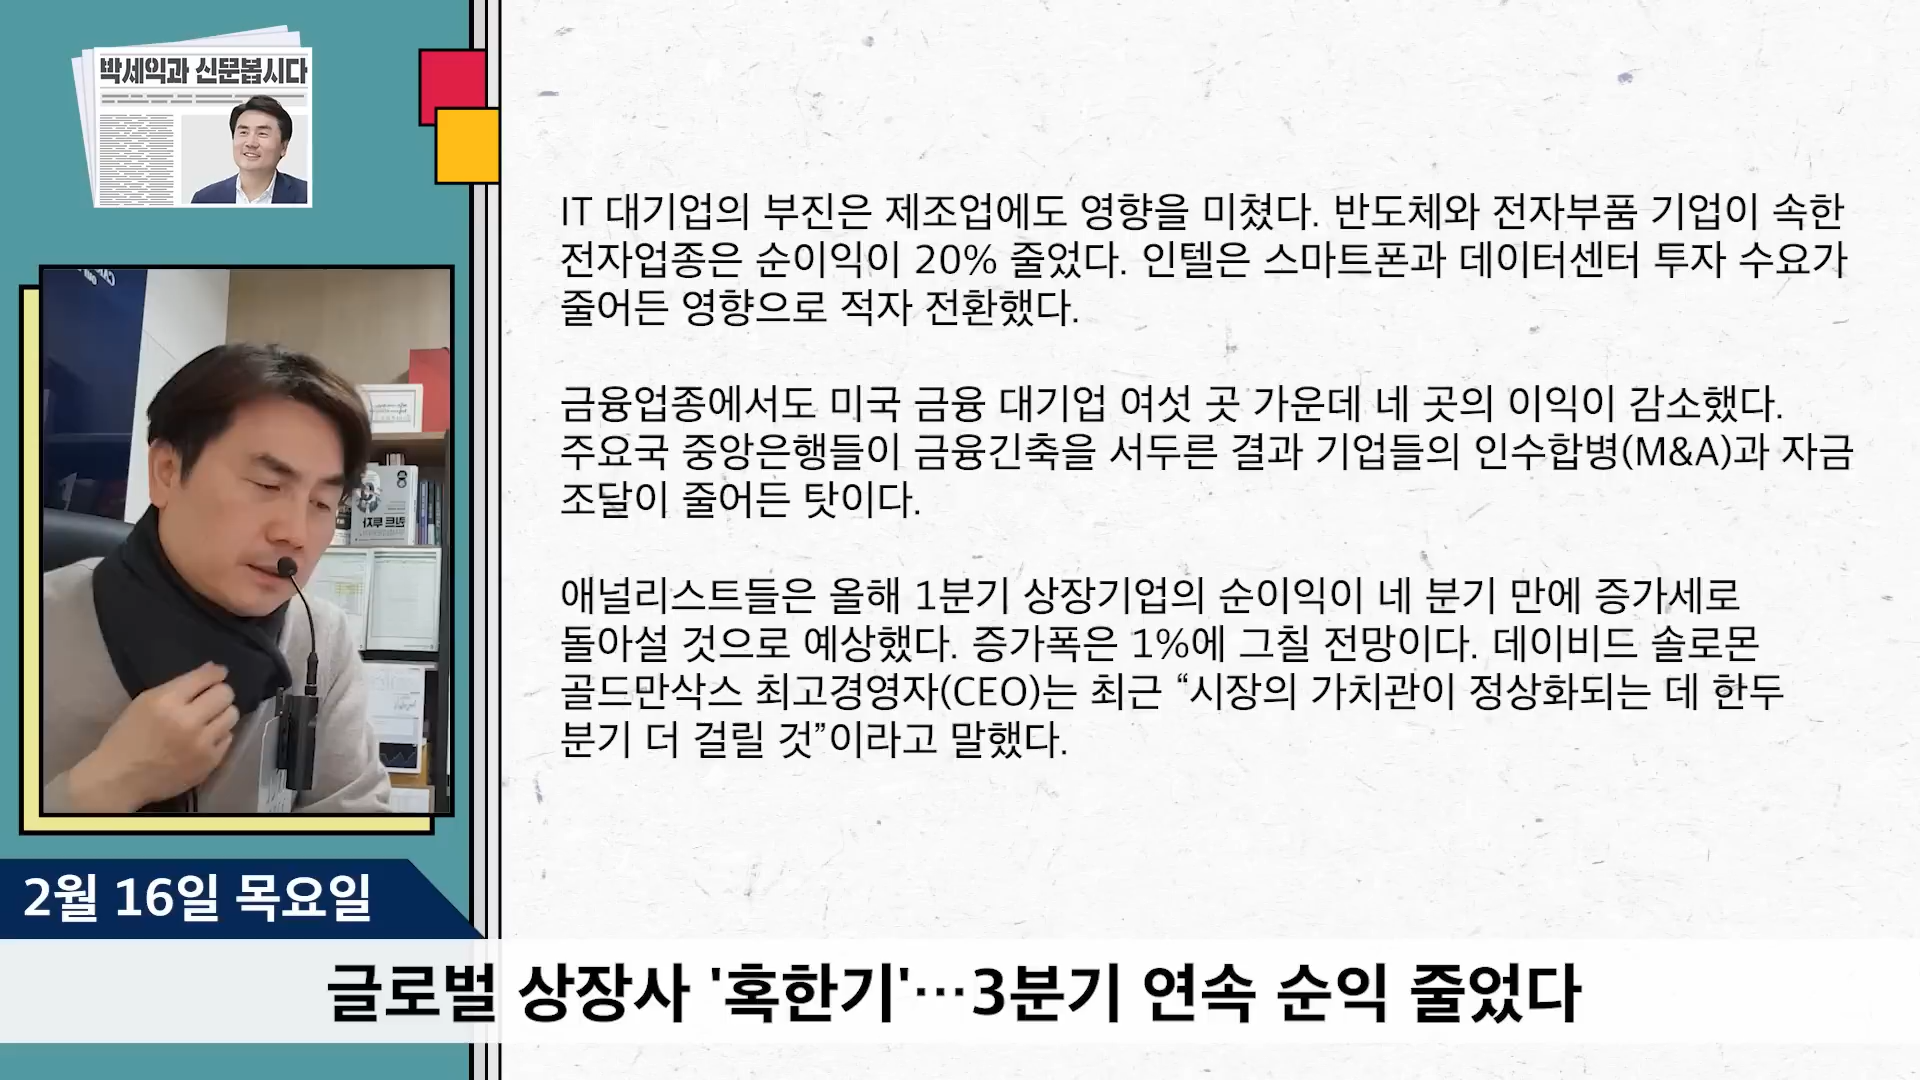 박세익과 신문봅시다
IT 대기업의 부진은 제조업에도 영향을 미쳤다. 반도체와 전자부품 기업이 속한
전자업종은 순이익이 20% 줄었다. 인텔은 스마트폰과 데이터센터 투자 수요가
줄어든 영향으로 적자 전환했다.
금융업종에서도 미국 금융 대기업 여섯 곳 가운데 네 곳의 이익이 감소했다.
주요국 중앙은행들이 금융긴축을 서두른 결과 기업들의 인수합병(M&A)과 자금
조달이 줄어든 탓이다.
애널리스트들은 올해 1분기 상장기업의 순이익이 네 분기 만에 증가세로
돌아설 것으로 예상했다. 증가폭은 1%에 그칠 전망이다. 데이비드 솔로몬
골드만삭스 최고경영자(CEO)는 최근 “시장의 가치관이 정상화되는 데 한두
분기 더 걸릴 것”이라고 말했다.
2월 16일 목요일
글로벌 상장사 '혹한기'…3분기 연속 순익 줄었다